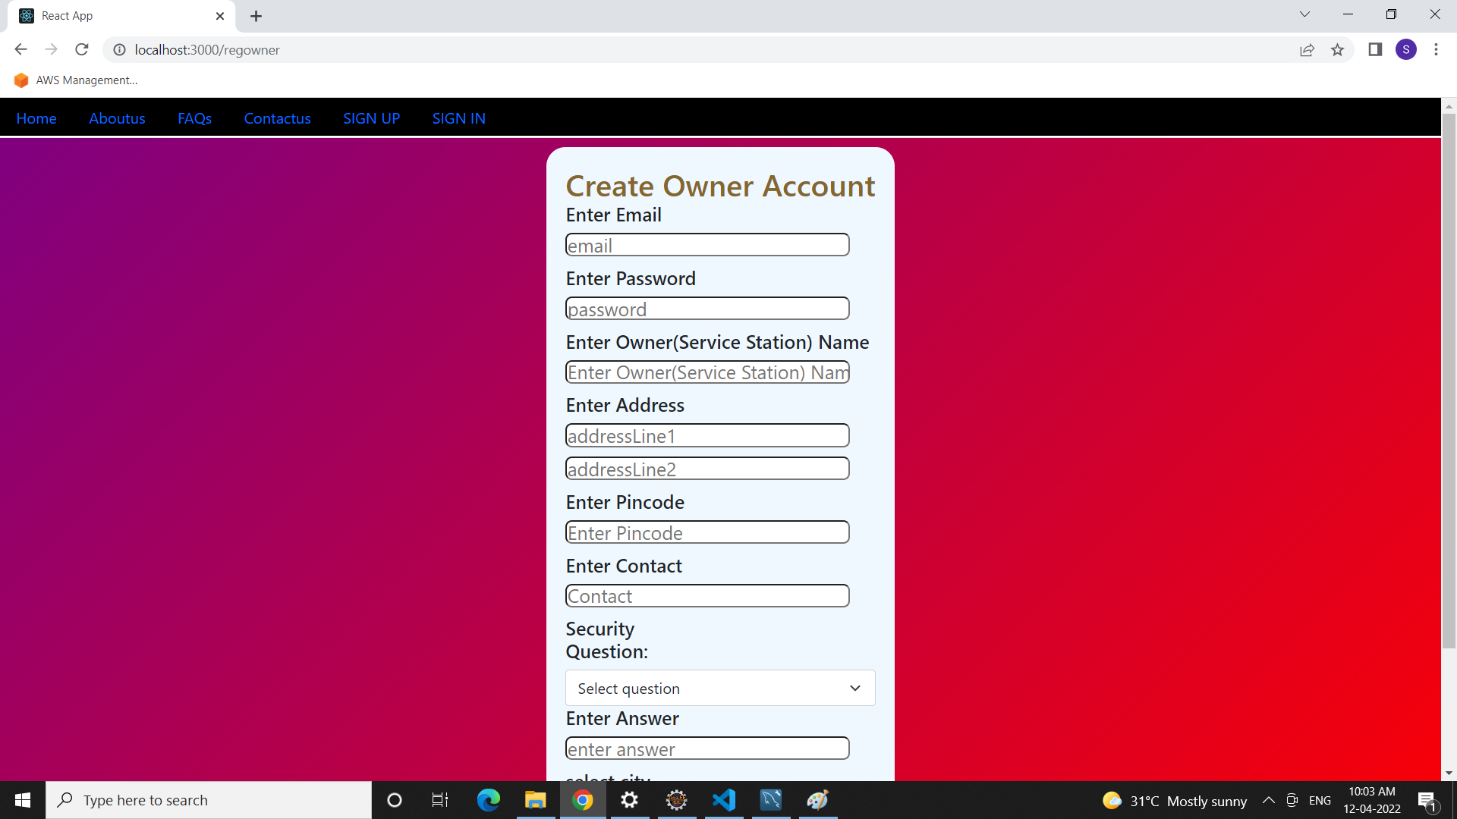 React App
localhost:3000/regowner
S
AWS Management...
Home Aboutus FAQs Contactus SIGN UP SIGN IN
Create Owner Account
Enter Email
email
Enter Password
password
Enter Owner(Service Station) Name
Enter Owner(Service Station) Nam
Enter Address
addressLine1
addressLine2
Enter Pincode
Enter Pincode
Enter Contact
Contact
Security
Question:
Select question
Enter Answer
enter answer
select city
Type here to search
31°C Mostly sunny
ENG
10:03 AM
12-04-2022
1